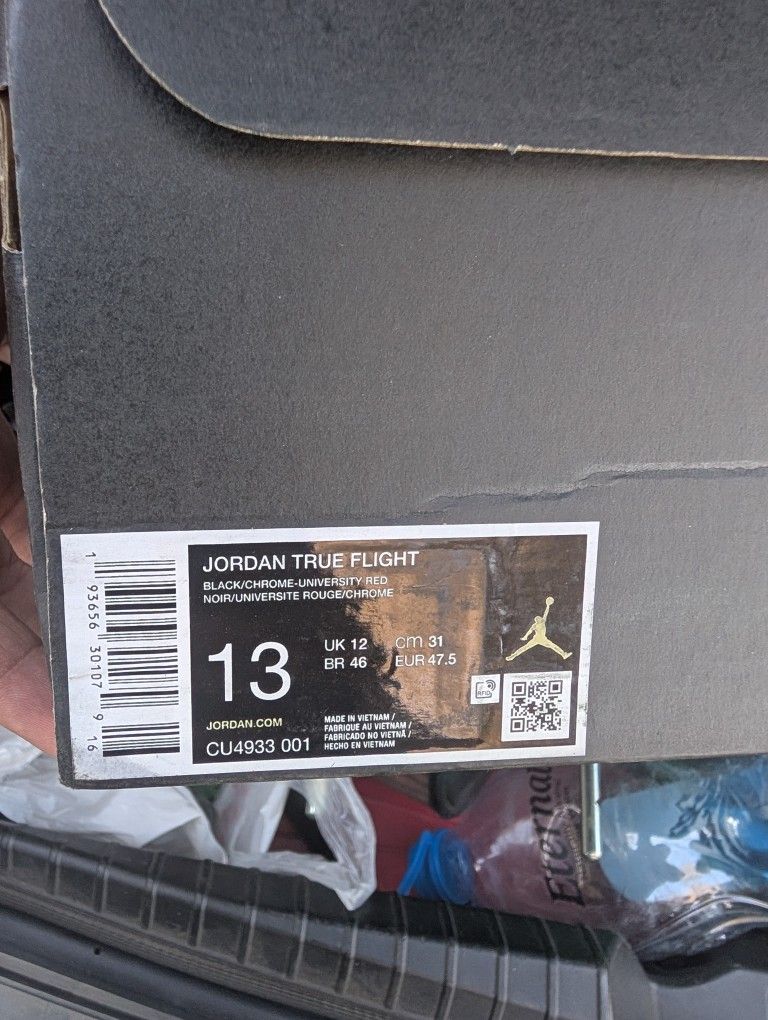 JORDAN TRUE FLIGHT
BLACK/CHROME-UNIVERSITY RED
NOIR/UNIVERSITE ROUGE/CHROME
13
UK 12 cm 31
BR 46 EUR 47.5
RFID
JORDAN.COM
CU4933 001
MADE IN VIETNAM /
FABRIQUE AU VIETNAM /
FABRICADO NO VIETNÃ /
HECHO EN VIETNAM
1 93656 30107 9 16
Eternal